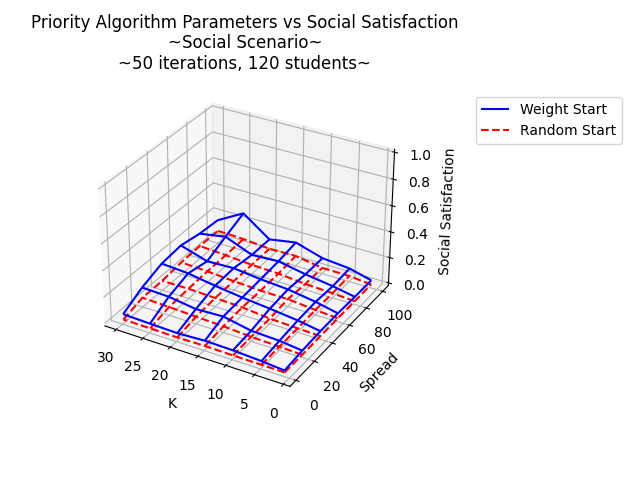 Priority Algorithm Parameters vs Social Satisfaction
~Social Scenario~
~50 iterations, 120 students~
Weight Start
Random Start
1.0
0.8
0.6
0.4
0.2
0.0
Social Satisfaction
100
80
60
40
20
0
Spread
30
25
20
15
10
5
0
K